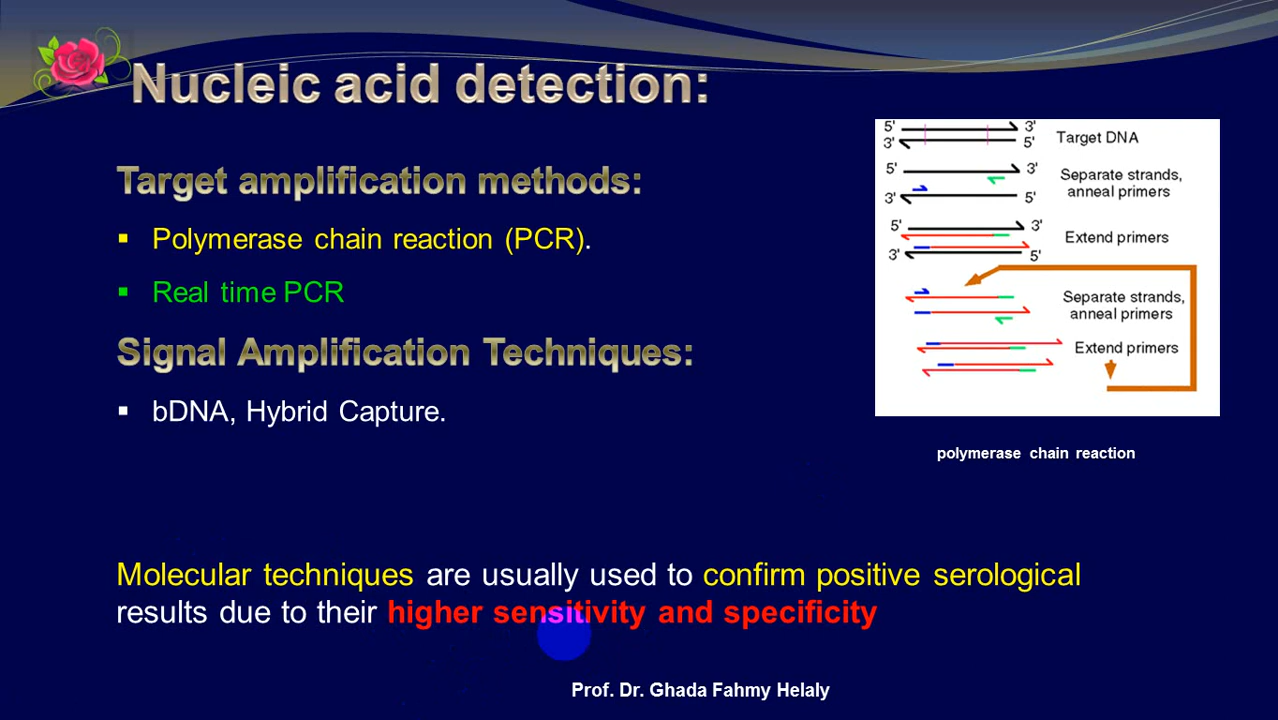 Nucleic acid detection:
Target amplification methods:
▪ Polymerase chain reaction (PCR).
▪ Real time PCR
Signal Amplification Techniques:
▪ bDNA, Hybrid Capture.
5' 3' Target DNA
3' 5'
5' 3' Separate strands,
anneal primers
3' 5'
5' 3' Extend primers
3' 5'
Separate strands,
anneal primers
Extend primers
polymerase chain reaction
Molecular techniques are usually used to confirm positive serological
results due to their higher sensitivity and specificity
Prof. Dr. Ghada Fahmy Helaly